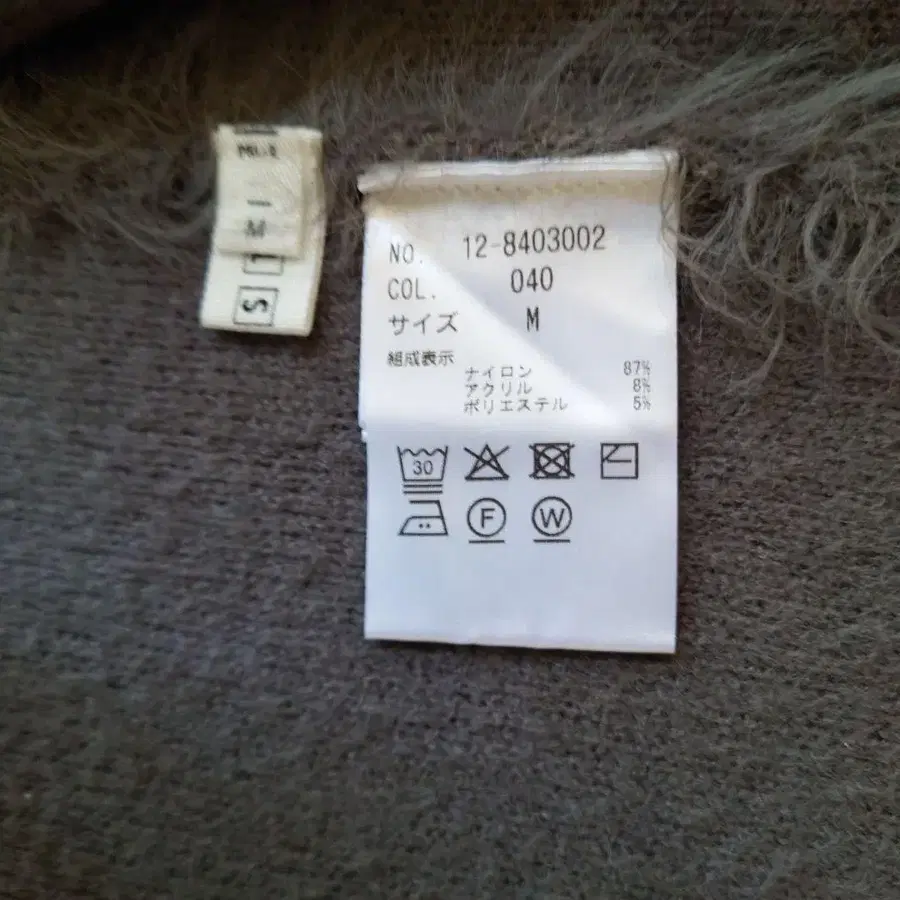 NO. 12-8403002
COL. 040
サイズ M
組成表示
ナイロン 87%
アクリル 8%
ポリエステル 5%
30
F W
M
S